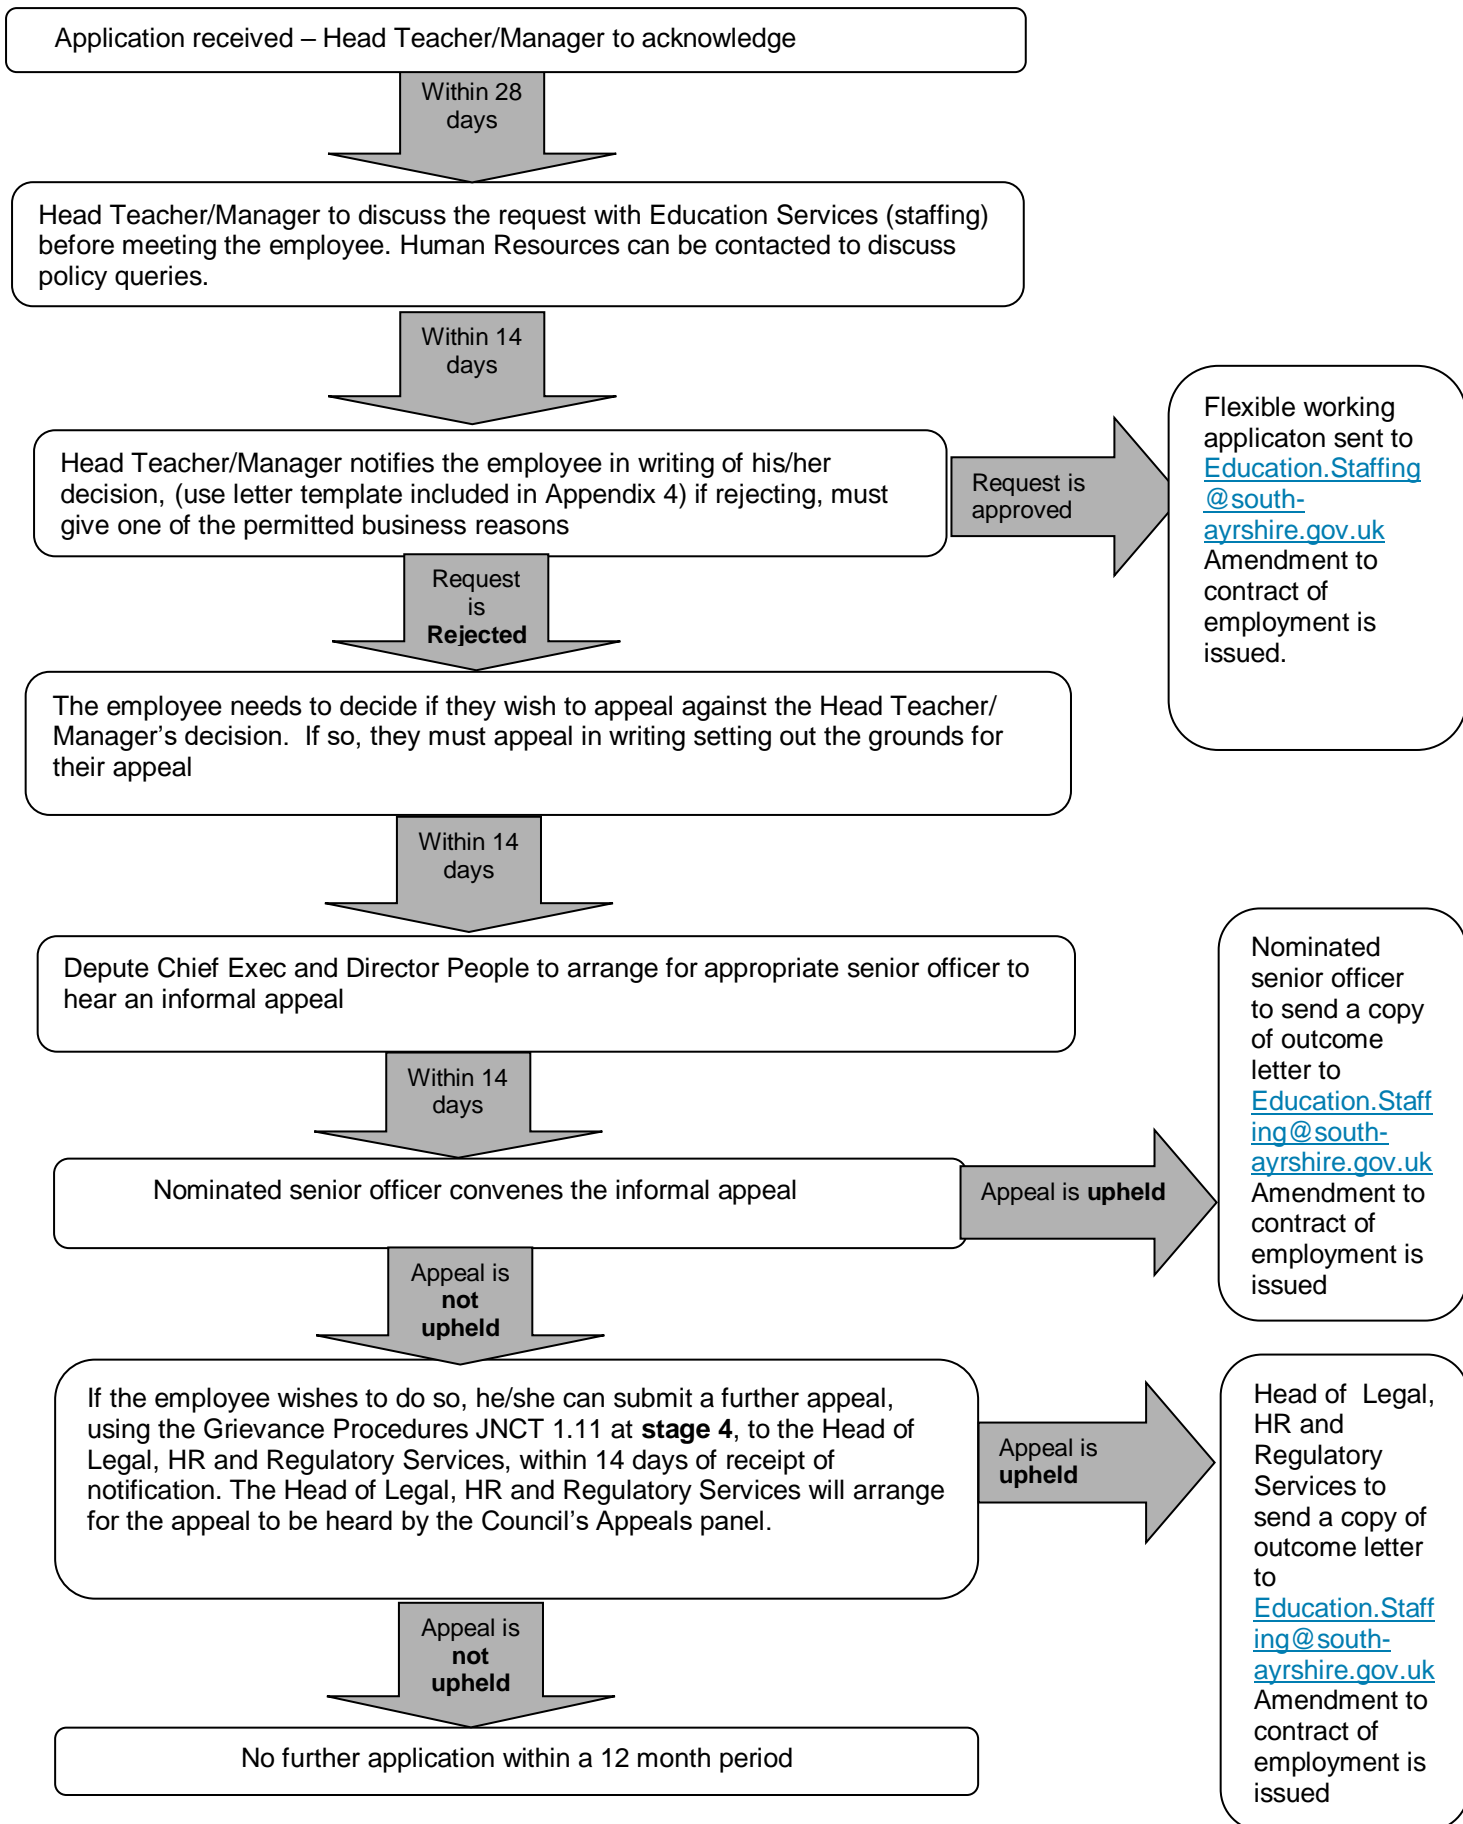 Application received – Head Teacher/Manager to acknowledge
Within 28
days
Head Teacher/Manager to discuss the request with Education Services (staffing)
before meeting the employee. Human Resources can be contacted to discuss
policy queries.
Within 14
days
Head Teacher/Manager notifies the employee in writing of his/her
decision, (use letter template included in Appendix 4) if rejecting, must
give one of the permitted business reasons
Request is
approved
Flexible working
applicaton sent to
Education.Staffing
@south-
ayrshire.gov.uk
Amendment to
contract of
employment is
issued.
Request
is
Rejected
The employee needs to decide if they wish to appeal against the Head Teacher/
Manager’s decision.  If so, they must appeal in writing setting out the grounds for
their appeal
Within 14
days
Depute Chief Exec and Director People to arrange for appropriate senior officer to
hear an informal appeal
Within 14
days
Nominated senior officer convenes the informal appeal
Appeal is upheld
Nominated
senior officer
to send a copy
of outcome
letter to
Education.Staff
ing@south-
ayrshire.gov.uk
Amendment to
contract of
employment is
issued
Appeal is
not
upheld
If the employee wishes to do so, he/she can submit a further appeal,
using the Grievance Procedures JNCT 1.11 at stage 4, to the Head of
Legal, HR and Regulatory Services, within 14 days of receipt of
notification. The Head of Legal, HR and Regulatory Services will arrange
for the appeal to be heard by the Council’s Appeals panel.
Appeal is
upheld
Head of  Legal,
HR and
Regulatory
Services to
send a copy of
outcome letter
to
Education.Staff
ing@south-
ayrshire.gov.uk
Amendment to
contract of
employment is
issued
Appeal is
not
upheld
No further application within a 12 month period